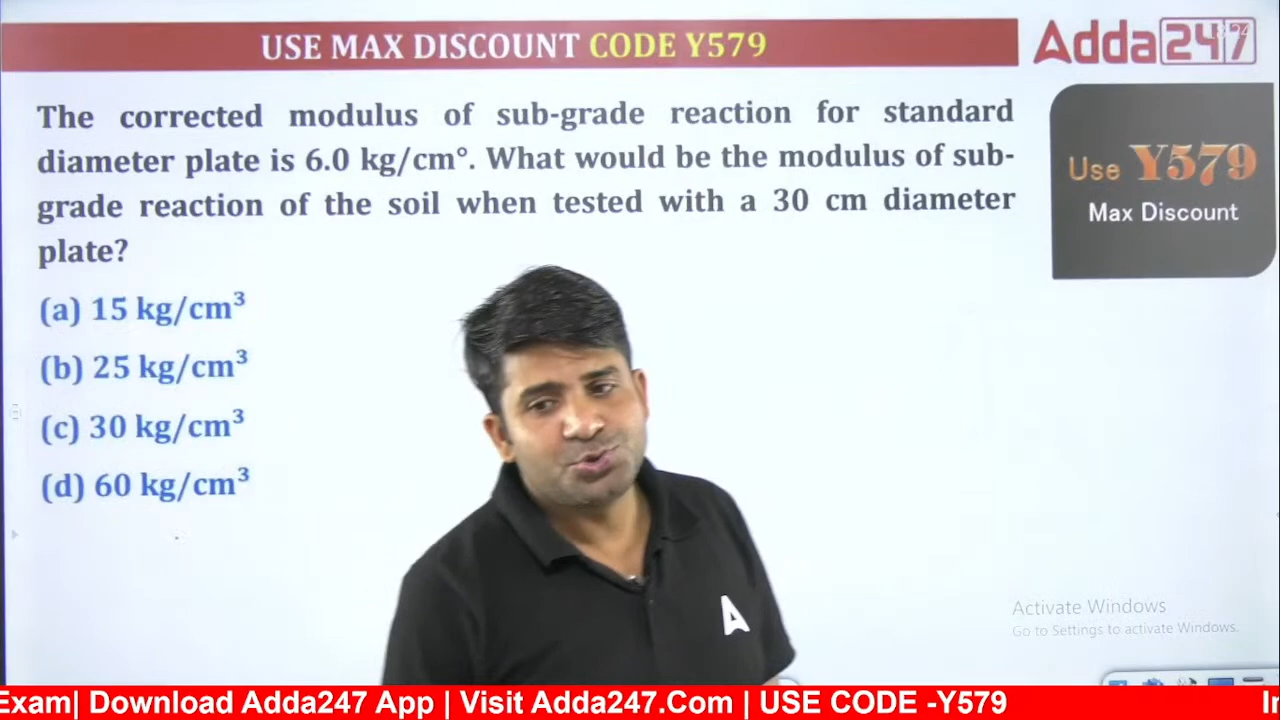 USE MAX DISCOUNT CODE Y579
Adda247
The corrected modulus of sub-grade reaction for standard
diameter plate is 6.0 kg/cm°. What would be the modulus of sub-
grade reaction of the soil when tested with a 30 cm diameter
plate?
(a) 15 kg/cm³
(b) 25 kg/cm³
(c) 30 kg/cm³
(d) 60 kg/cm³
Use Y579
Max Discount
A
Activate Windows
Go to Settings to activate Windows.
Exam| Download Adda247 App | Visit Adda247.Com | USE CODE -Y579